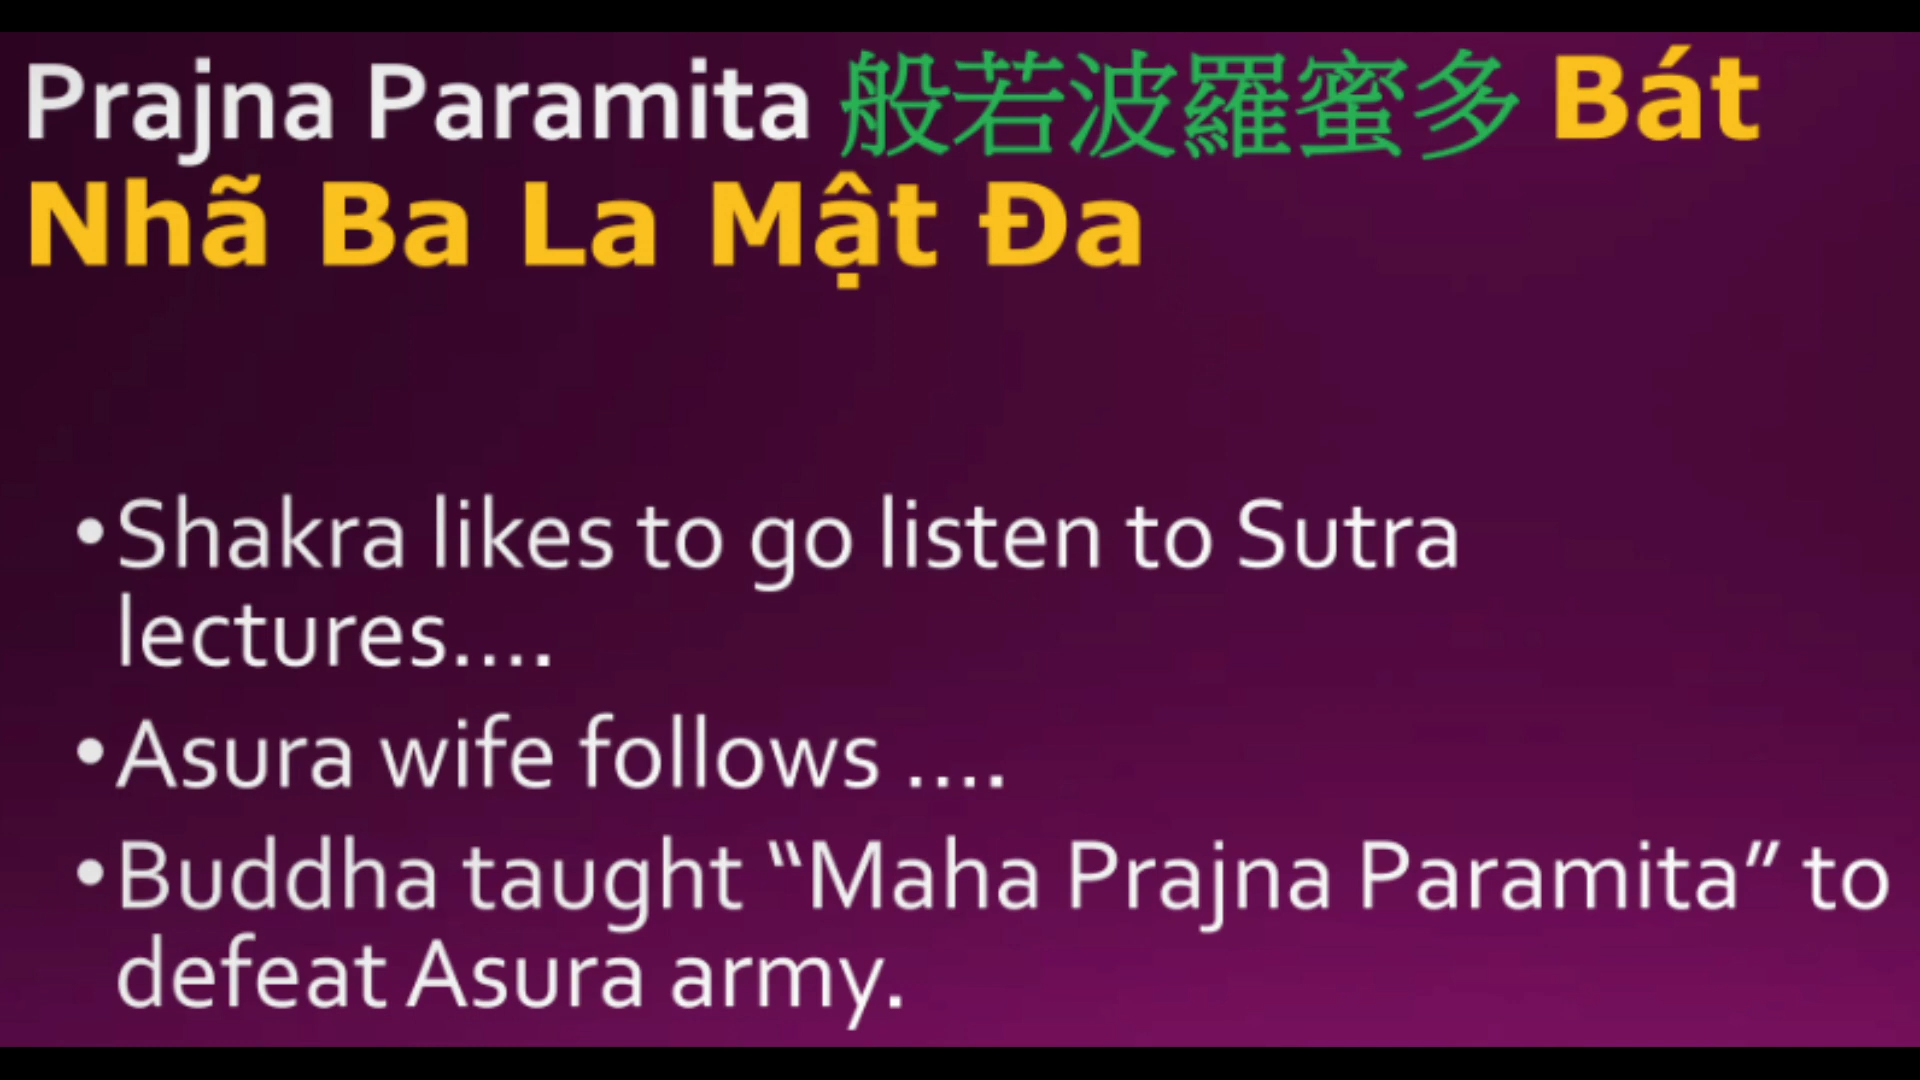 Prajna Paramita 般若波羅蜜多 Bát
Nhã Ba La Mật Đa
•Shakra likes to go listen to Sutra
lectures....
•Asura wife follows ....
•Buddha taught “Maha Prajna Paramita” to
defeat Asura army.